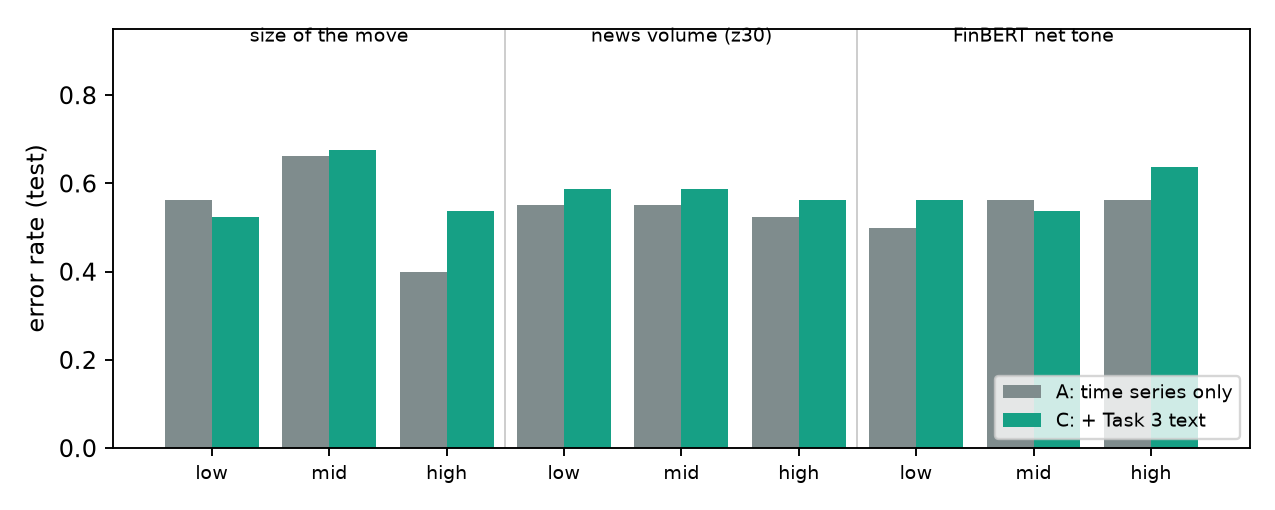 size of the move
news volume (z30)
FinBERT net tone
error rate (test)
0.8
0.6
0.4
0.2
0.0
low
mid
high
low
mid
high
low
mid
high
A: time series only
C: + Task 3 text